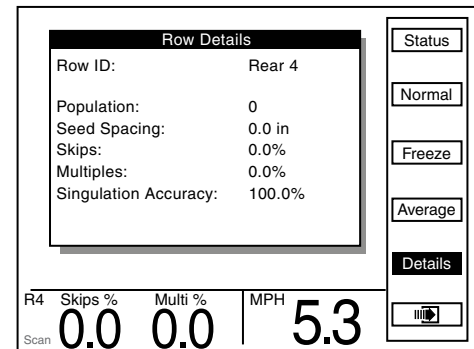 Row Details
Row ID: Rear 4
Population: 0
Seed Spacing: 0.0 in
Skips: 0.0%
Multiples: 0.0%
Singulation Accuracy: 100.0%
Status
Normal
Freeze
Average
Details
R4 Skips % Multi % MPH
Scan 0.0 0.0 5.3